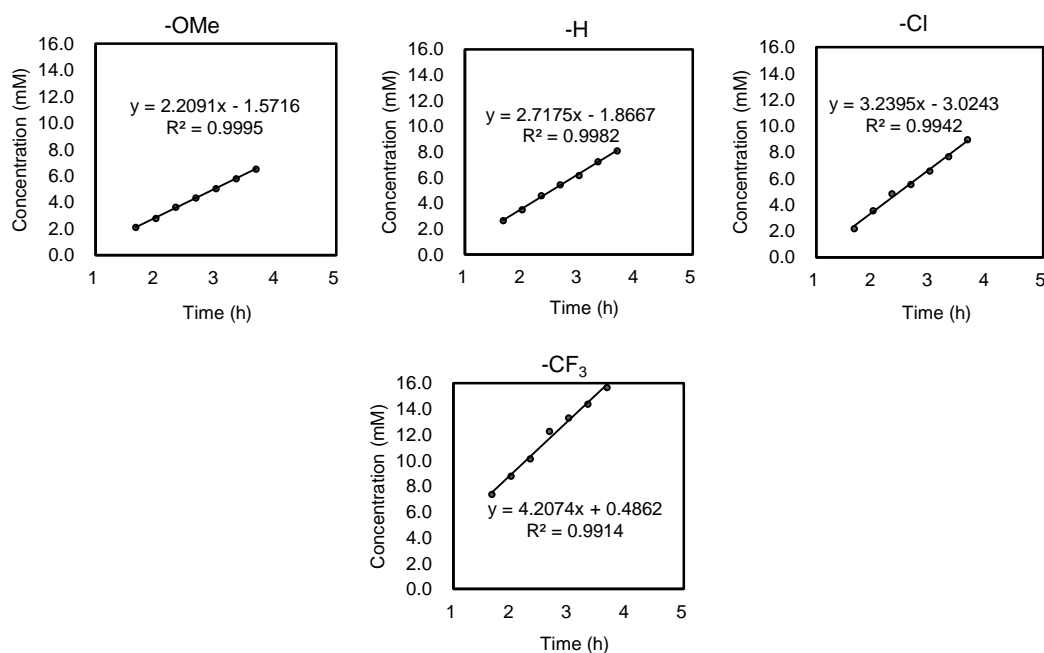 -OMe
16.0
14.0
12.0
10.0
8.0
6.0
4.0
2.0
0.0
Concentration (mM)
y = 2.2091x - 1.5716
R² = 0.9995
1 2 3 4 5
Time (h)
-H
16.0
14.0
12.0
10.0
8.0
6.0
4.0
2.0
0.0
Concentration (mM)
y = 2.7175x - 1.8667
R² = 0.9982
1 2 3 4 5
Time (h)
-Cl
16.0
14.0
12.0
10.0
8.0
6.0
4.0
2.0
0.0
Concentration (mM)
y = 3.2395x - 3.0243
R² = 0.9942
1 2 3 4 5
Time (h)
-CF₃
16.0
14.0
12.0
10.0
8.0
6.0
4.0
2.0
0.0
Concentration (mM)
y = 4.2074x + 0.4862
R² = 0.9914
1 2 3 4 5
Time (h)